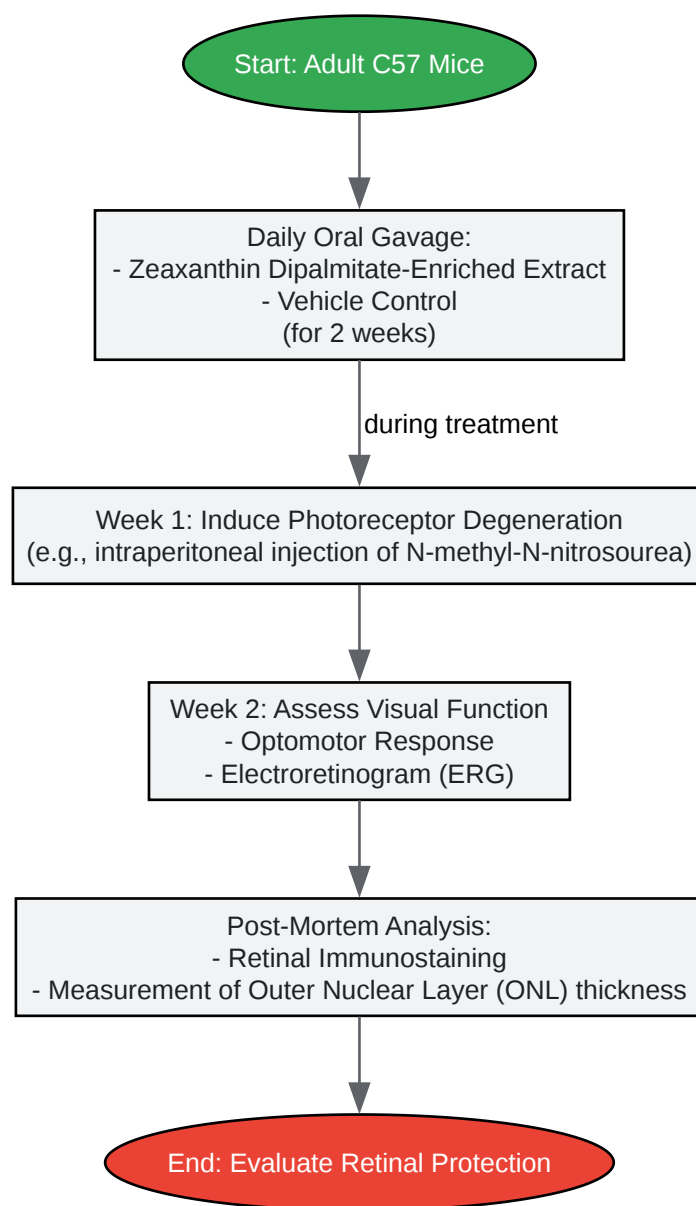 Start: Adult C57 Mice
Daily Oral Gavage:
- Zeaxanthin Dipalmitate-Enriched Extract
- Vehicle Control
(for 2 weeks)
during treatment
Week 1: Induce Photoreceptor Degeneration
(e.g., intraperitoneal injection of N-methyl-N-nitrosourea)
Week 2: Assess Visual Function
- Optomotor Response
- Electroretinogram (ERG)
Post-Mortem Analysis:
- Retinal Immunostaining
- Measurement of Outer Nuclear Layer (ONL) thickness
End: Evaluate Retinal Protection